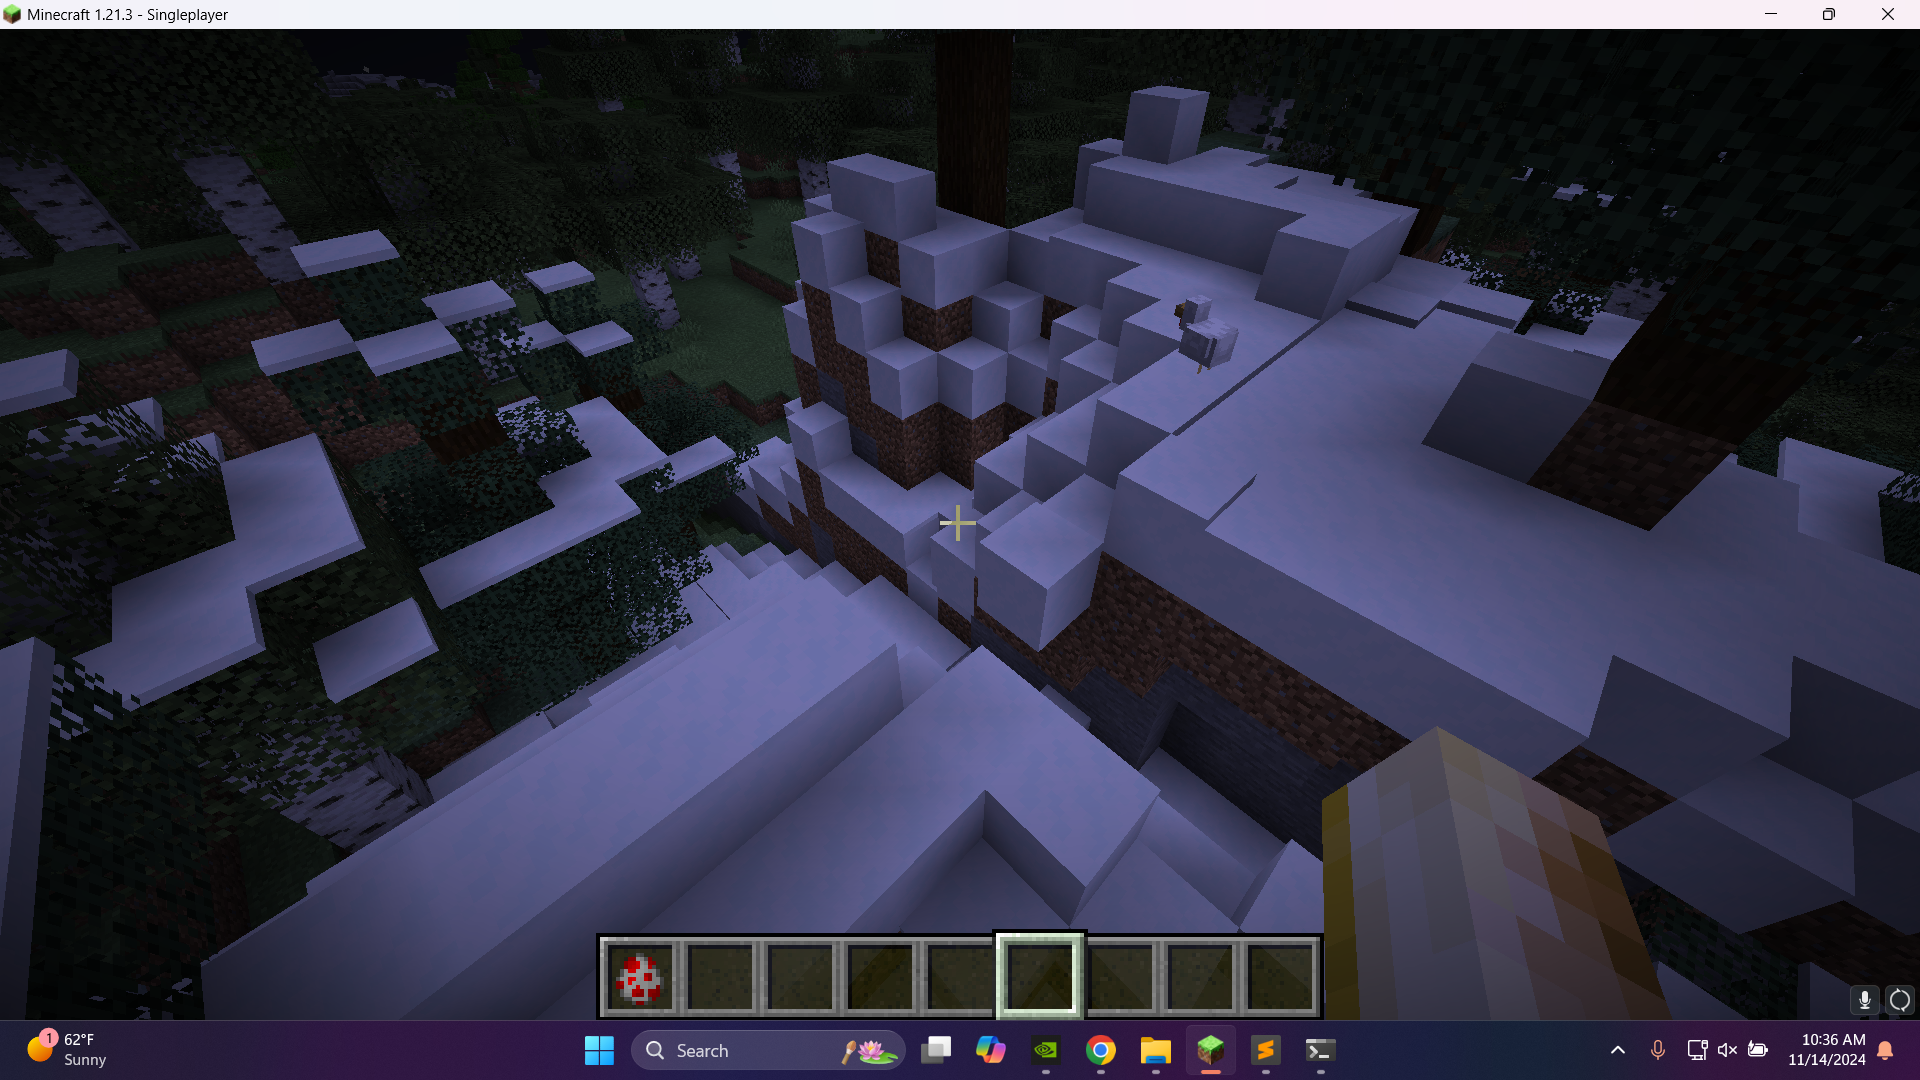 Minecraft 1.21.3 - Singleplayer
1
62°F
Sunny
Search
10:36 AM
11/14/2024